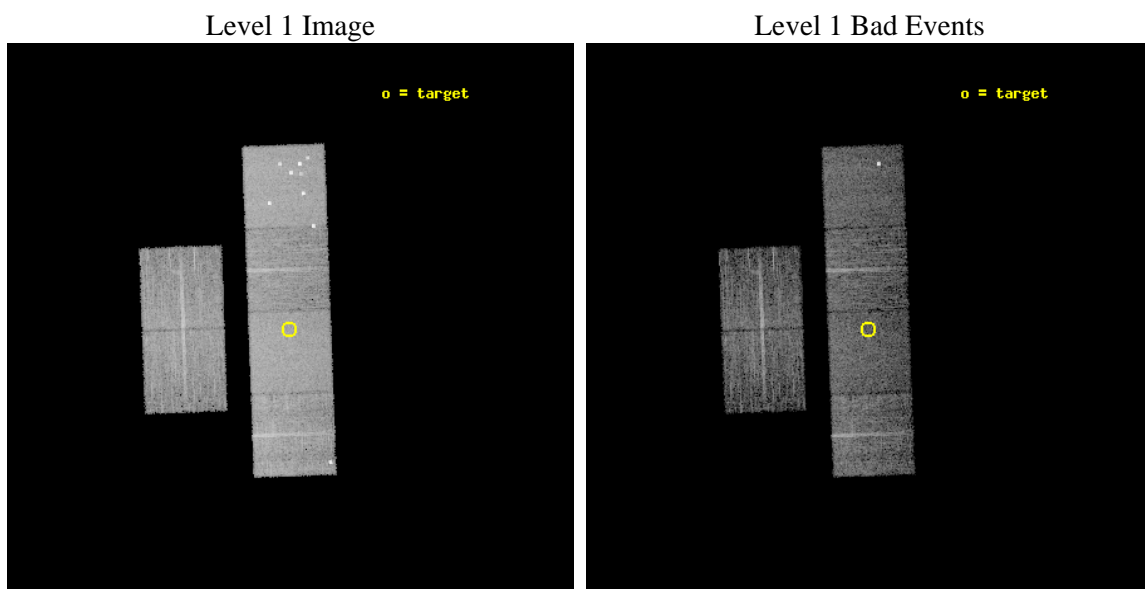 Level 1 Image
Level 1 Bad Events
o = target
o = target